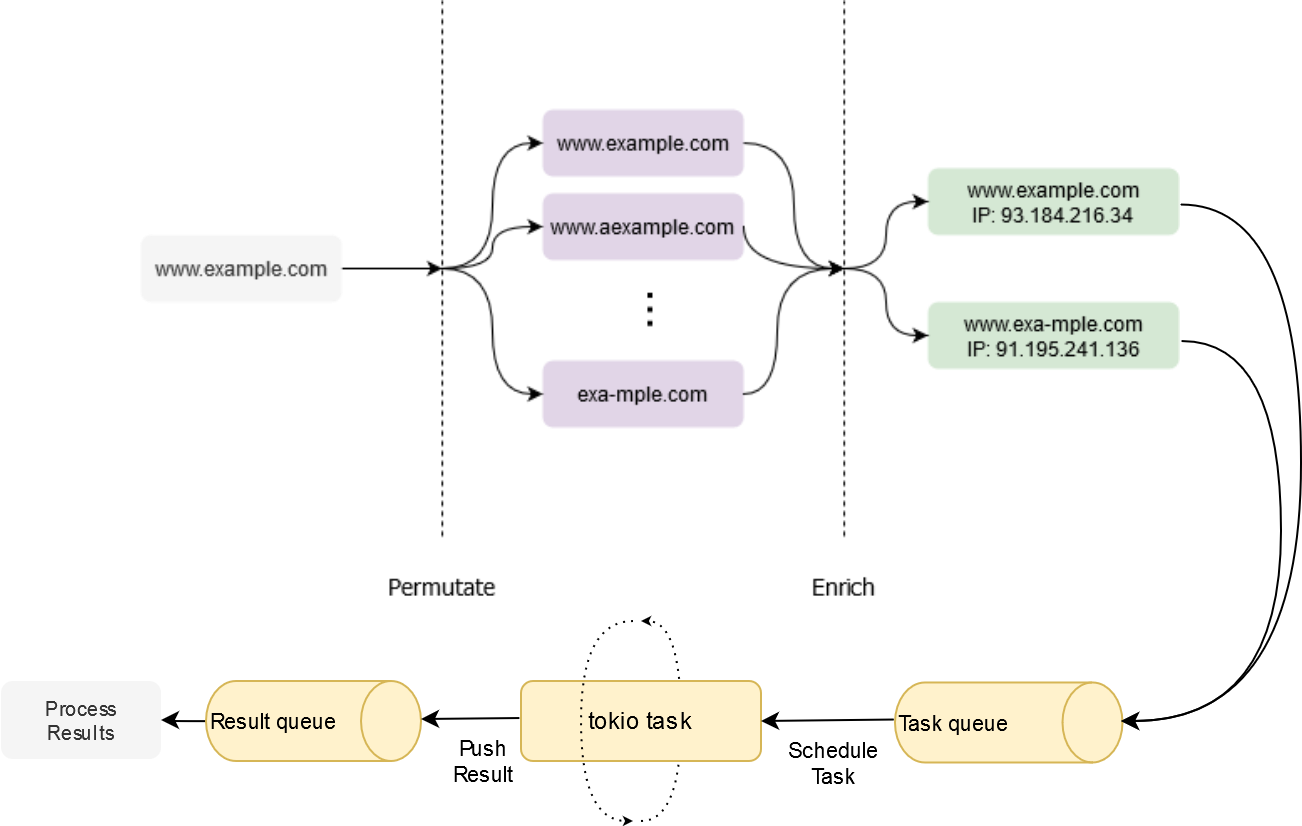 www.example.com
www.example.com
www.aexample.com
exa-mple.com
www.example.com
IP: 93.184.216.34
www.exa-mple.com
IP: 91.195.241.136
Permutate
Enrich
Process
Results
Result queue
Push
Result
tokio task
Schedule
Task
Task queue